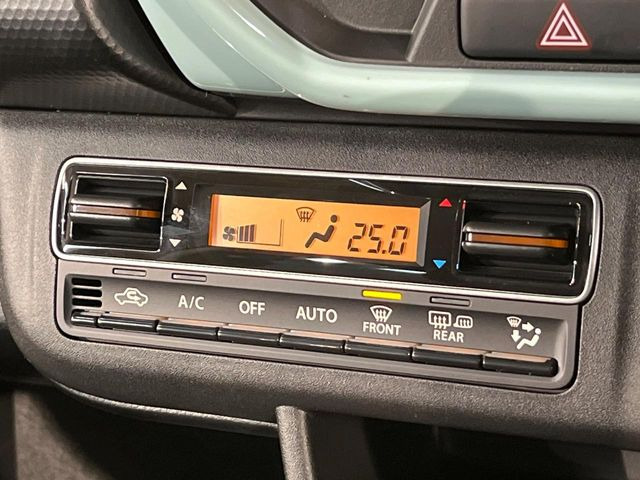 25.0
A/C OFF AUTO FRONT REAR